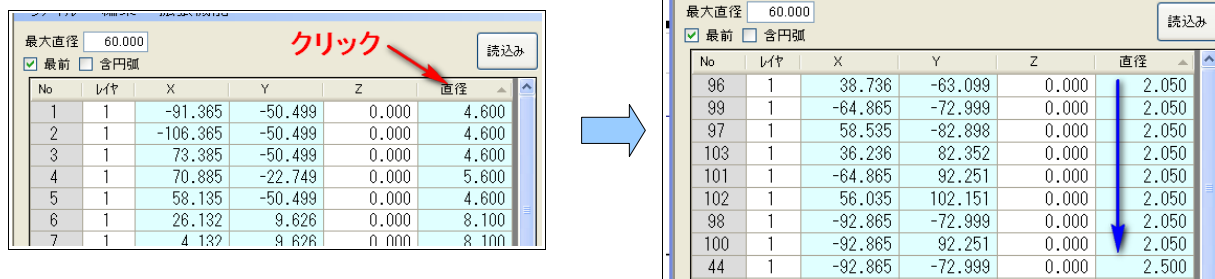 最大直径 60.000
クリック
読込み
最前 含円弧
No レイヤ X Y Z 直径
1 1 -91.365 -50.499 0.000 4.600
2 1 -106.365 -50.499 0.000 4.600
3 1 73.385 -50.499 0.000 4.600
4 1 70.885 -22.749 0.000 5.600
5 1 58.135 -50.499 0.000 4.600
6 1 26.132 9.626 0.000 8.100
7 1 4.132 9.626 0.000 8.100
最大直径 60.000
読込み
最前 含円弧
No レイヤ X Y Z 直径
96 1 38.736 -63.099 0.000 2.050
99 1 -64.865 -72.999 0.000 2.050
97 1 58.535 -82.898 0.000 2.050
103 1 36.236 82.352 0.000 2.050
101 1 -64.865 92.251 0.000 2.050
102 1 56.035 102.151 0.000 2.050
98 1 -92.865 -72.999 0.000 2.050
100 1 -92.865 92.251 0.000 2.050
44 1 -92.865 -72.999 0.000 2.500